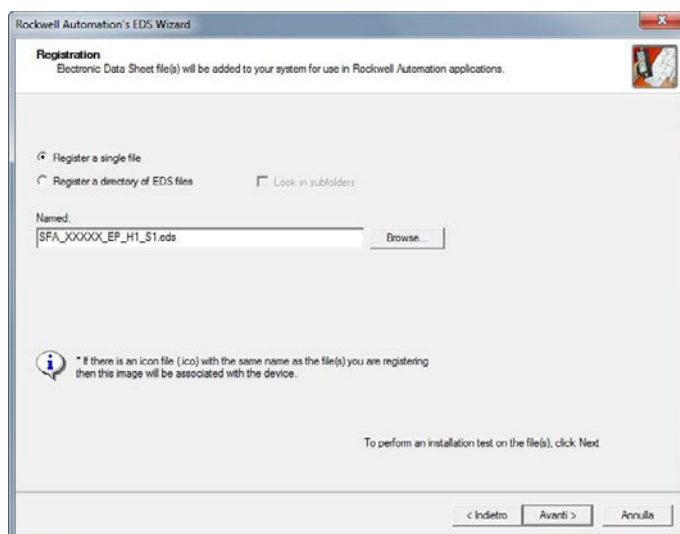 Rockwell Automation's EDS Wizard
Registration
Electronic Data Sheet file(s) will be added to your system for use in Rockwell Automation applications.
Register a single file
Register a directory of EDS files
Look in subfolders
Named:
SFA_XXXXX_EP_H1_S1.eds
Browse...
* If there is an icon file (.ico) with the same name as the file(s) you are registering
then this image will be associated with the device.
To perform an installation test on the file(s), click Next
< Indietro
Avanti >
Annulla